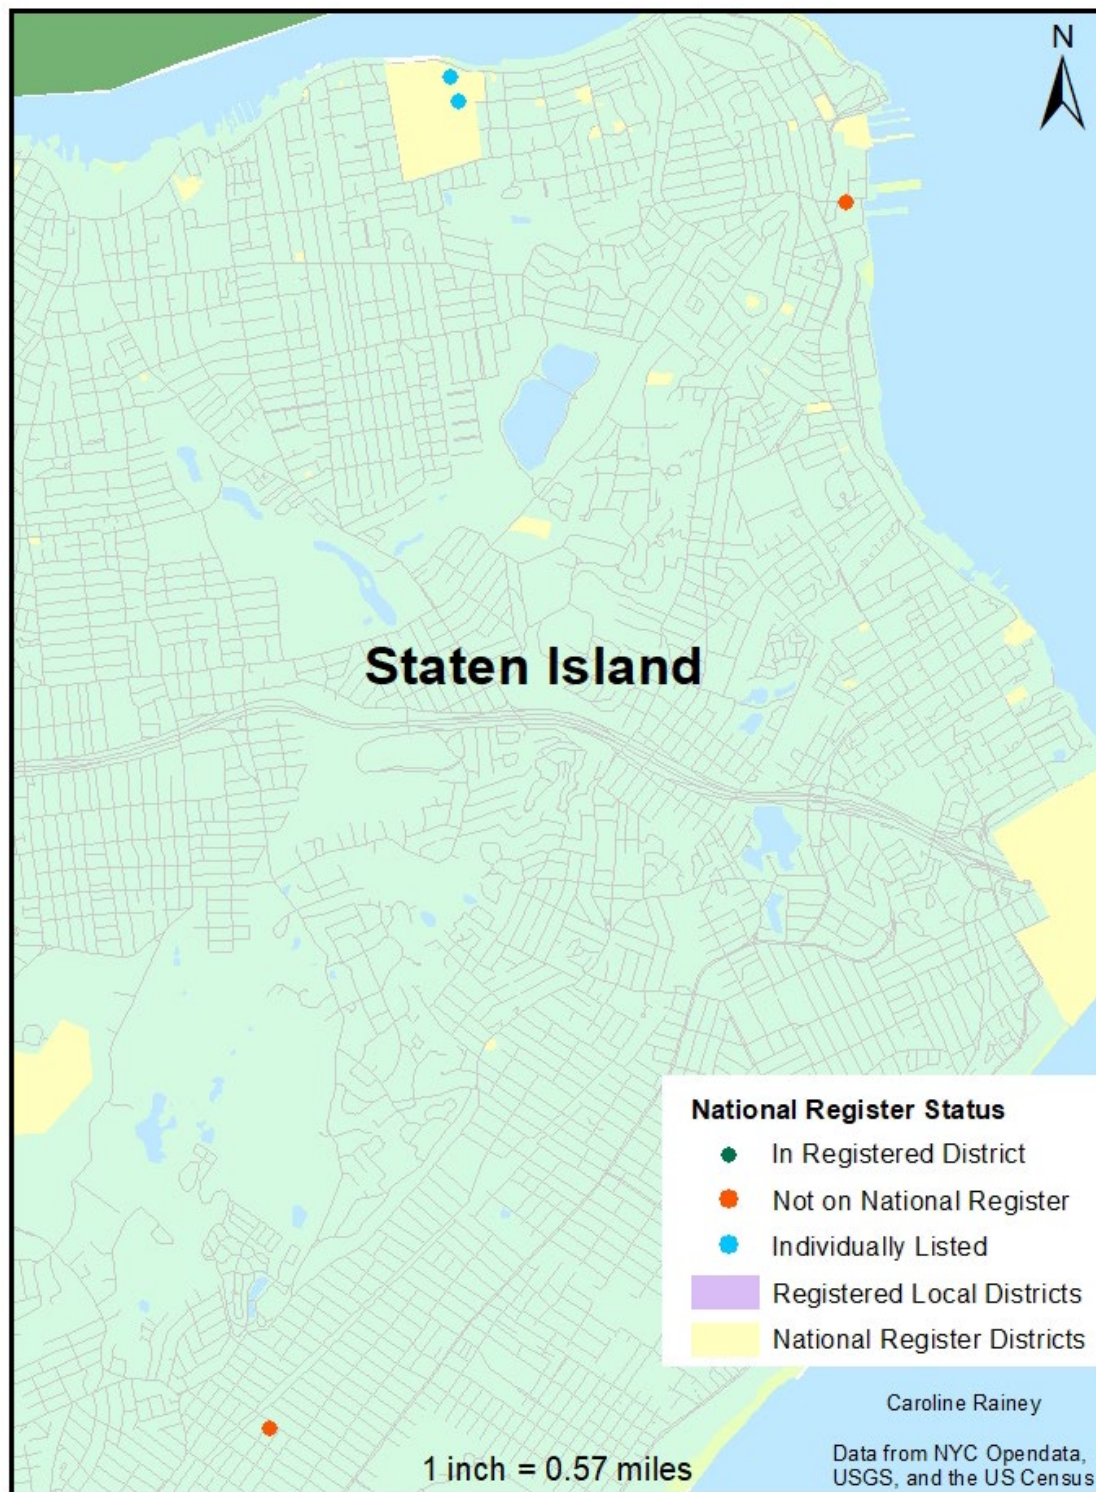 N
Staten Island
National Register Status
In Registered District
Not on National Register
Individually Listed
Registered Local Districts
National Register Districts
Caroline Rainey
1 inch = 0.57 miles
Data from NYC Opendata,
USGS, and the US Census